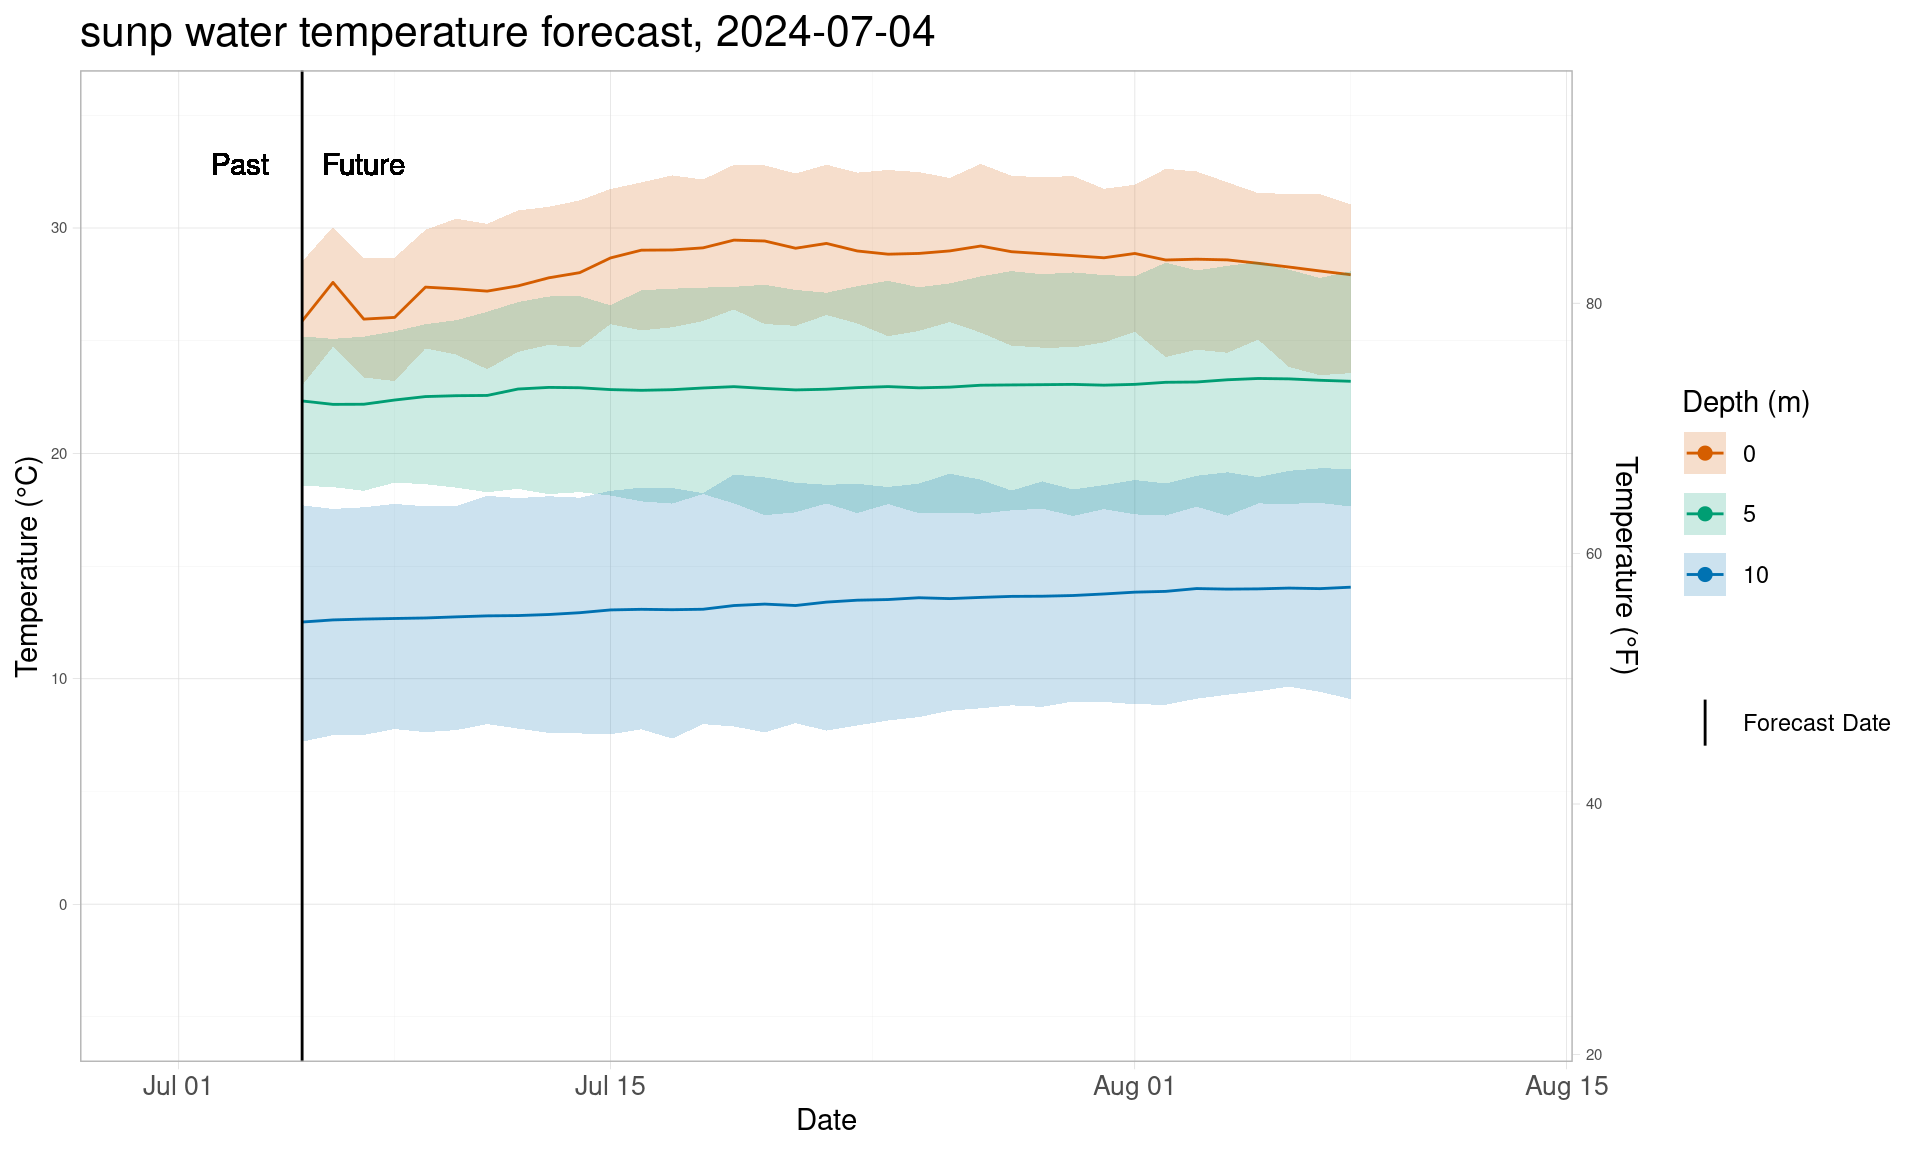 sunp water temperature forecast, 2024-07-04
Past
Future
30
20
10
0
Temperature (°C)
80
60
40
20
Temperature (°F)
Jul 01
Jul 15
Aug 01
Aug 15
Date
Depth (m)
0
5
10
Forecast Date